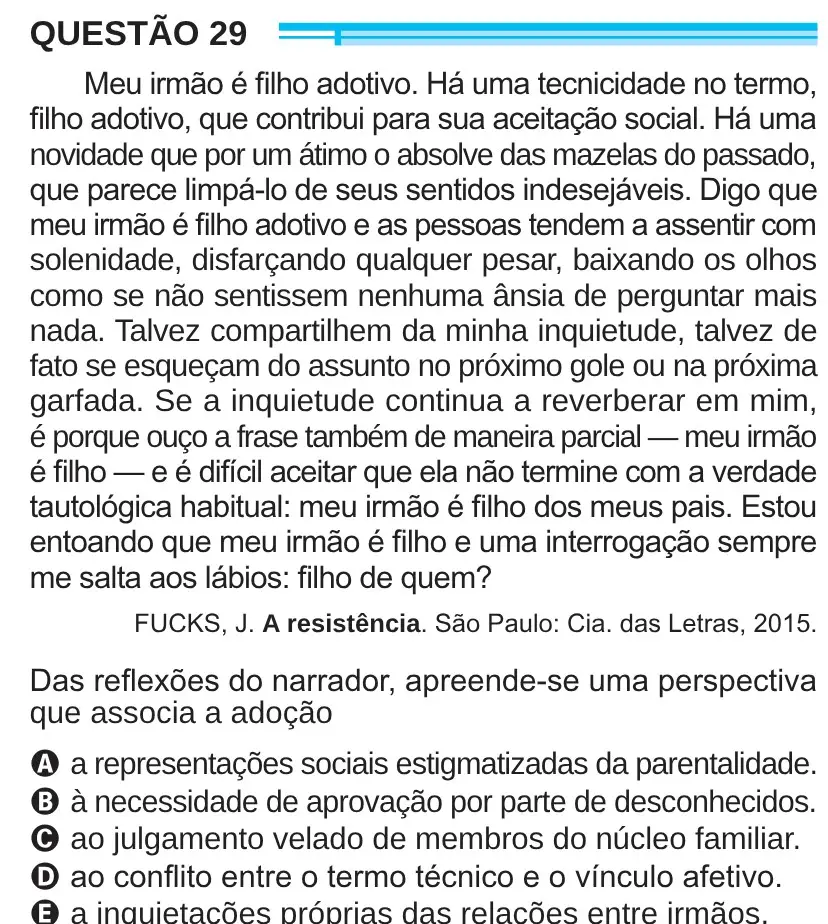 QUESTÃO 29
Meu irmão é filho adotivo. Há uma tecnicidade no termo,
filho adotivo, que contribui para sua aceitação social. Há uma
novidade que por um átimo o absolve das mazelas do passado,
que parece limpá-lo de seus sentidos indesejáveis. Digo que
meu irmão é filho adotivo e as pessoas tendem a assentir com
solenidade, disfarçando qualquer pesar, baixando os olhos
como se não sentissem nenhuma ânsia de perguntar mais
nada. Talvez compartilhem da minha inquietude, talvez de
fato se esqueçam do assunto no próximo gole ou na próxima
garfada. Se a inquietude continua a reverberar em mim,
é porque ouço a frase também de maneira parcial — meu irmão
é filho — e é difícil aceitar que ela não termine com a verdade
tautológica habitual: meu irmão é filho dos meus pais. Estou
entoando que meu irmão é filho e uma interrogação sempre
me salta aos lábios: filho de quem?
FUCKS, J. A resistência. São Paulo: Cia. das Letras, 2015.
Das reflexões do narrador, apreende-se uma perspectiva
que associa a adoção
A a representações sociais estigmatizadas da parentalidade.
B à necessidade de aprovação por parte de desconhecidos.
C ao julgamento velado de membros do núcleo familiar.
D ao conflito entre o termo técnico e o vínculo afetivo.
E a inquietações próprias das relações entre irmãos.